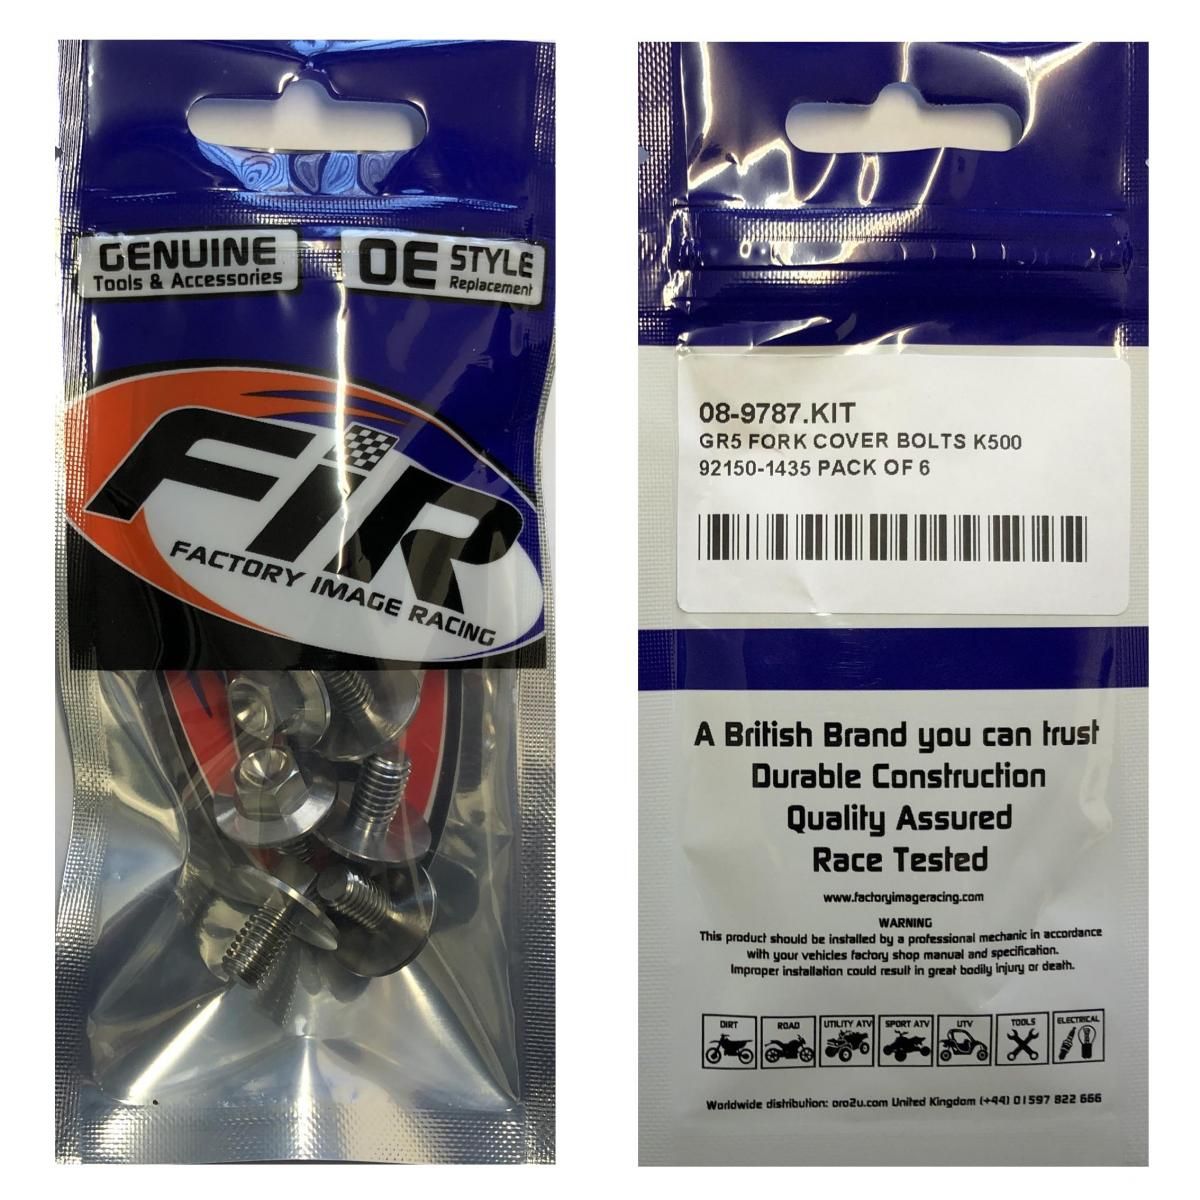 GENUINE
Tools & Accessories
OE STYLE
Replacement
FiR
FACTORY IMAGE RACING
08-9787.KIT
GR5 FORK COVER BOLTS K500
92150-1435 PACK OF 6
A British Brand you can trust
Durable Construction
Quality Assured
Race Tested
www.factoryimageracing.com
WARNING
This product should be installed by a professional mechanic in accordance
with your vehicles factory shop manual and specification.
Improper installation could result in great bodily injury or death.
DIRT ROAD UTILITY ATV SPORT ATV UTV TOOLS ELECTRICAL
Worldwide distribution: oro2u.com United Kingdom (+44) 01597 822 666